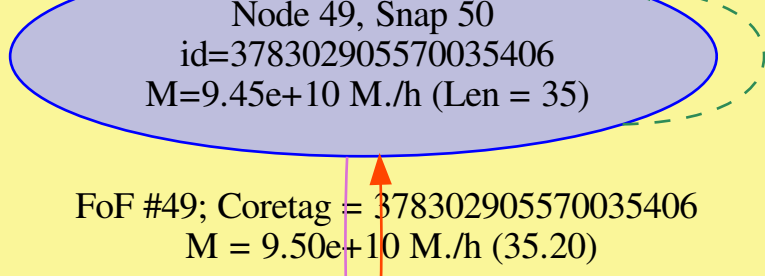 Node 49, Snap 50
id=378302905570035406
M=9.45e+10 M./h (Len = 35)
FoF #49; Coretag = 378302905570035406
M = 9.50e+10 M./h (35.20)